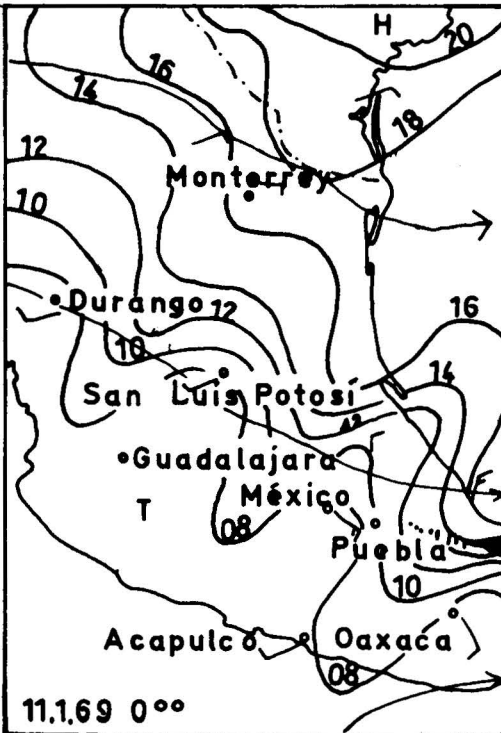 H
20
16
14
18
12
Monterrey
10
Durango
12
16
10
14
San Luis Potosí
12
Guadalajara
México
T
08
Puebla
10
Acapulco
Oaxaca
08
11.1.69 0⁰⁰